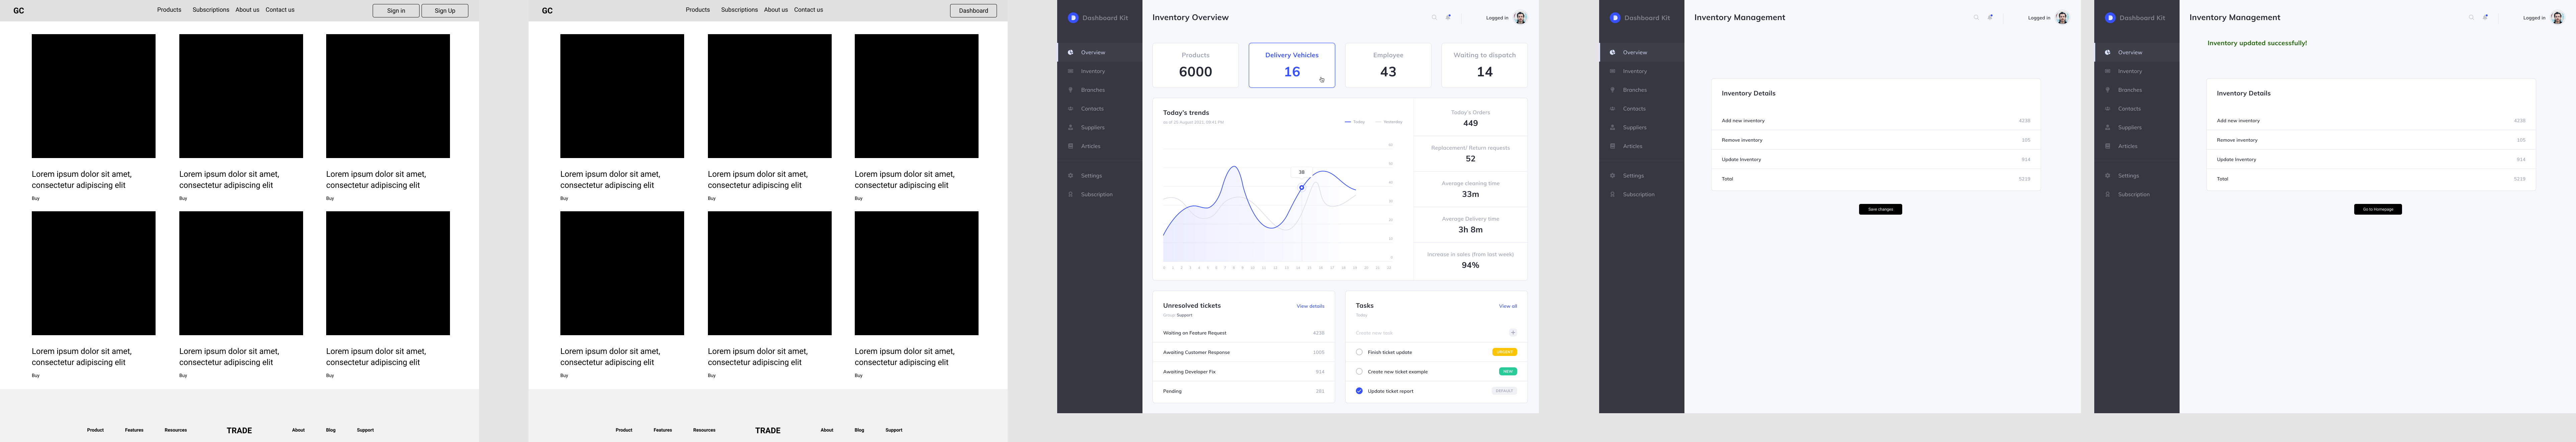 GC
Products Subscriptions About us Contact us
Sign in Sign Up
Lorem ipsum dolor sit amet,
consectetur adipiscing elit
Buy
Lorem ipsum dolor sit amet,
consectetur adipiscing elit
Buy
Lorem ipsum dolor sit amet,
consectetur adipiscing elit
Buy
Lorem ipsum dolor sit amet,
consectetur adipiscing elit
Buy
Lorem ipsum dolor sit amet,
consectetur adipiscing elit
Buy
Lorem ipsum dolor sit amet,
consectetur adipiscing elit
Buy
Product Features Resources TRADE About Blog Support
GC
Products Subscriptions About us Contact us
Dashboard
Lorem ipsum dolor sit amet,
consectetur adipiscing elit
Buy
Lorem ipsum dolor sit amet,
consectetur adipiscing elit
Buy
Lorem ipsum dolor sit amet,
consectetur adipiscing elit
Buy
Lorem ipsum dolor sit amet,
consectetur adipiscing elit
Buy
Lorem ipsum dolor sit amet,
consectetur adipiscing elit
Buy
Lorem ipsum dolor sit amet,
consectetur adipiscing elit
Buy
Product Features Resources TRADE About Blog Support
Dashboard Kit
Overview
Inventory
Branches
Contacts
Suppliers
Articles
Settings
Subscription
Inventory Overview
Logged in
Products
6000
Delivery Vehicles
16
Employee
43
Waiting to dispatch
14
Today's trends
Today Yesterday
38
Today's Orders
449
Replacement/ Return requests
52
Average cleaning time
33m
Average Delivery time
3h 8m
Increase in sales (from last week)
94%
Unresolved tickets View details
Group: Support
Waiting on Feature Request 4238
Awaiting Customer Response 1005
Awaiting Developer Fix 914
Pending 281
Tasks View all
Today
Create new task
Finish ticket update URGENT
Create new ticket example NEW
Update ticket report DEFAULT
Dashboard Kit
Overview
Inventory
Branches
Contacts
Suppliers
Articles
Settings
Subscription
Inventory Management
Logged in
Inventory Details
Add new inventory 4238
Remove inventory 105
Update Inventory 914
Total 5219
Save changes
Dashboard Kit
Overview
Inventory
Branches
Contacts
Suppliers
Articles
Settings
Subscription
Inventory Management
Logged in
Inventory updated successfully!
Inventory Details
Add new inventory 4238
Remove inventory 105
Update Inventory 914
Total 5219
Go to Homepage